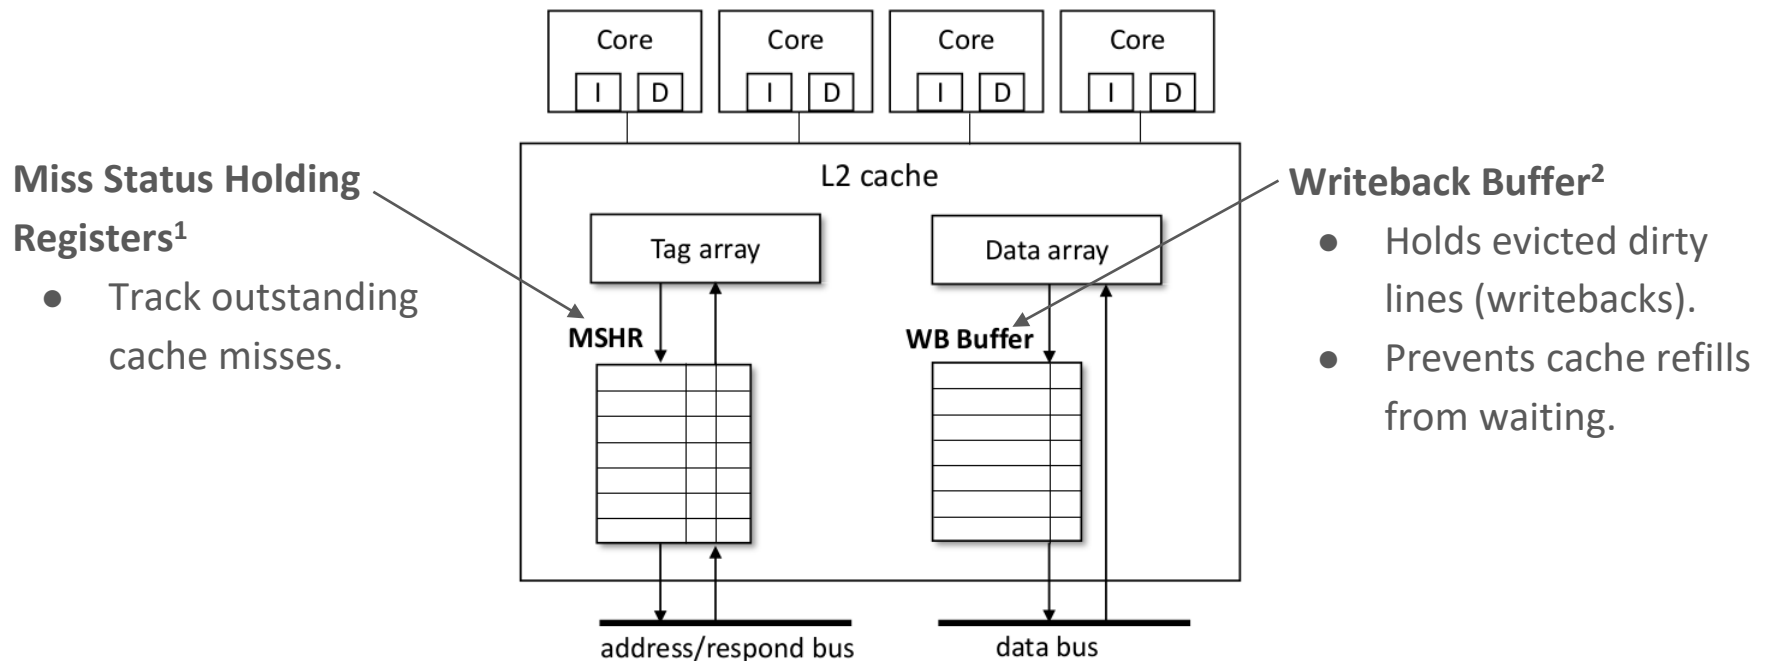 Core Core Core Core
I D I D I D I D
Miss Status Holding
Registers¹
● Track outstanding
cache misses.
L2 cache
Tag array
Data array
MSHR
WB Buffer
address/respond bus
data bus
Writeback Buffer²
● Holds evicted dirty
lines (writebacks).
● Prevents cache refills
from waiting.